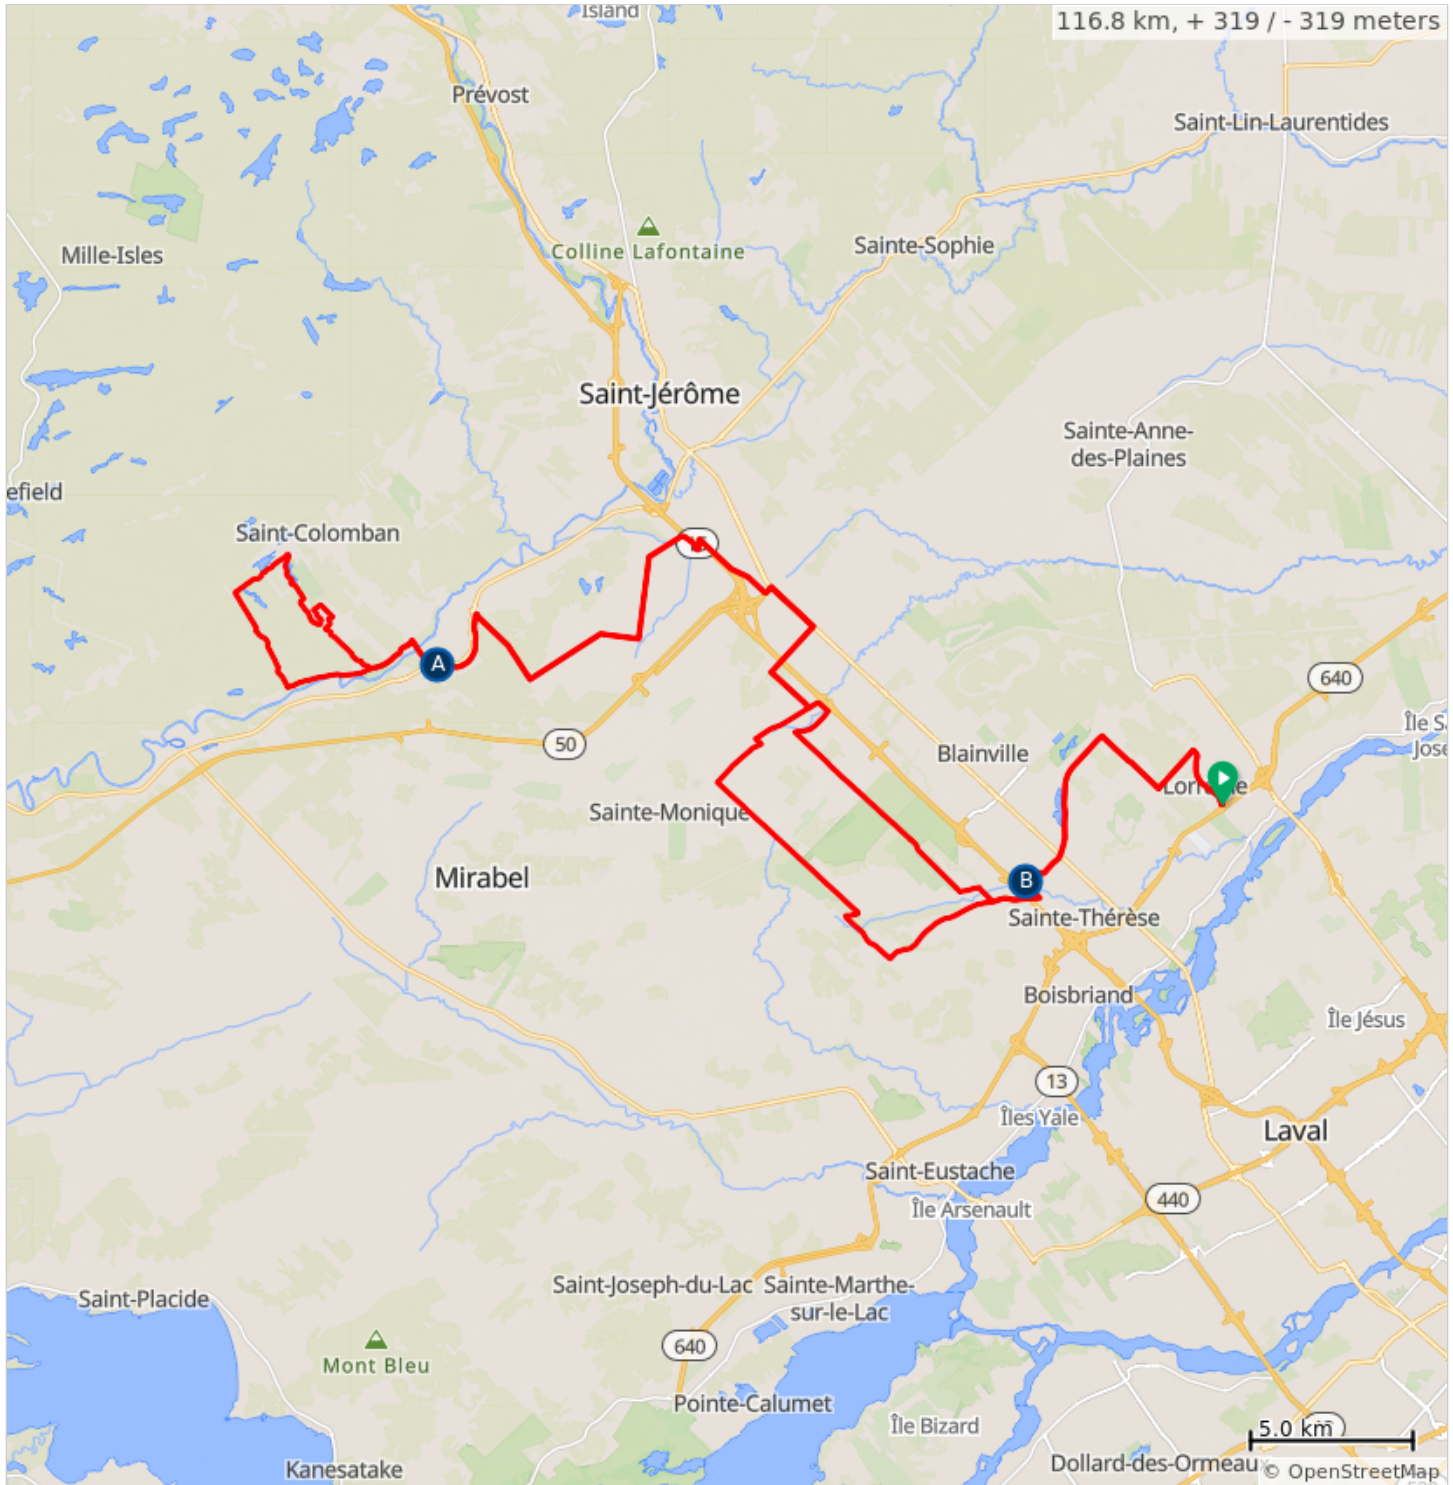 Island
116.8 km, + 319 / - 319 meters
Prévost
Saint-Lin-Laurentides
Mille-Isles
Colline Lafontaine
Sainte-Sophie
Saint-Jérôme
Sainte-Anne-
des-Plaines
efield
Saint-Colomban
A
640
50
Blainville
Île S
Jose
Sainte-Monique
Mirabel
B
Sainte-Thérèse
Boisbriand
Île Jésus
13
Îles Yale
Laval
Saint-Eustache
440
Île Arsenault
Saint-Joseph-du-Lac
Sainte-Marthe-
sur-le-Lac
Saint-Placide
640
Mont Bleu
Pointe-Calumet
Île Bizard
5.0 km
Kanesatake
Dollard-des-Ormeaux
© OpenStreetMap